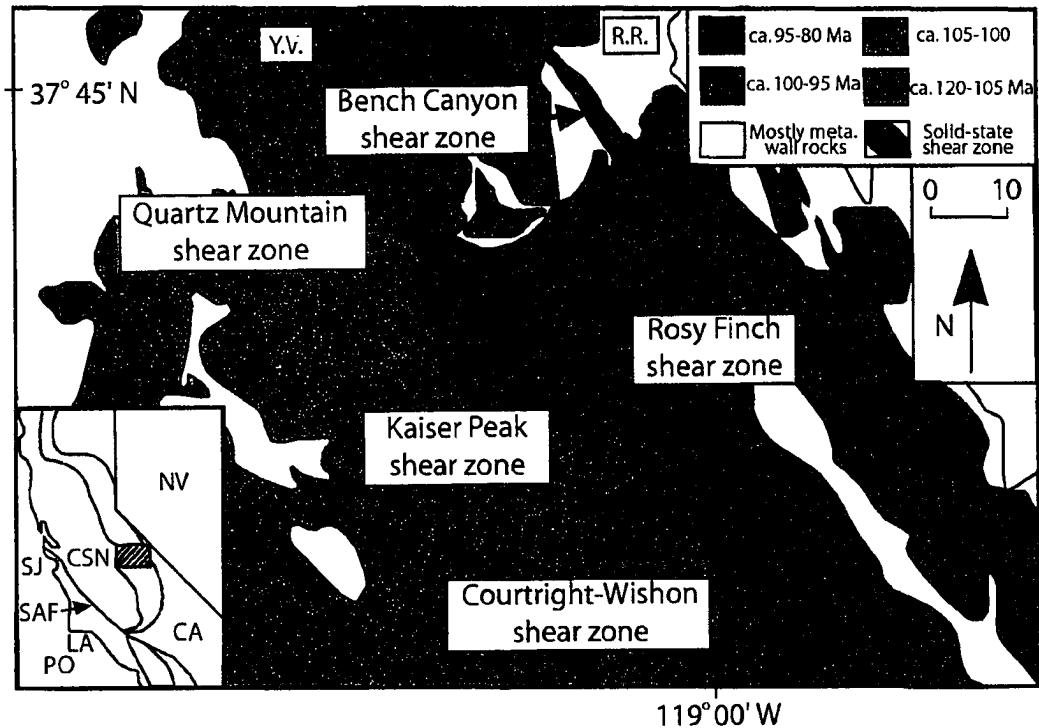 Y.V.
R.R.
ca. 95-80 Ma
ca. 105-100
ca. 100-95 Ma
ca. 120-105 Ma
Mostly meta.
wall rocks
Solid-state
shear zone
37° 45' N
Bench Canyon
shear zone
0 10
Quartz Mountain
shear zone
N
Rosy Finch
shear zone
Kaiser Peak
shear zone
NV
CSN
SJ
SAF
CA
LA
PO
Courtright-Wishon
shear zone
119° 00' W